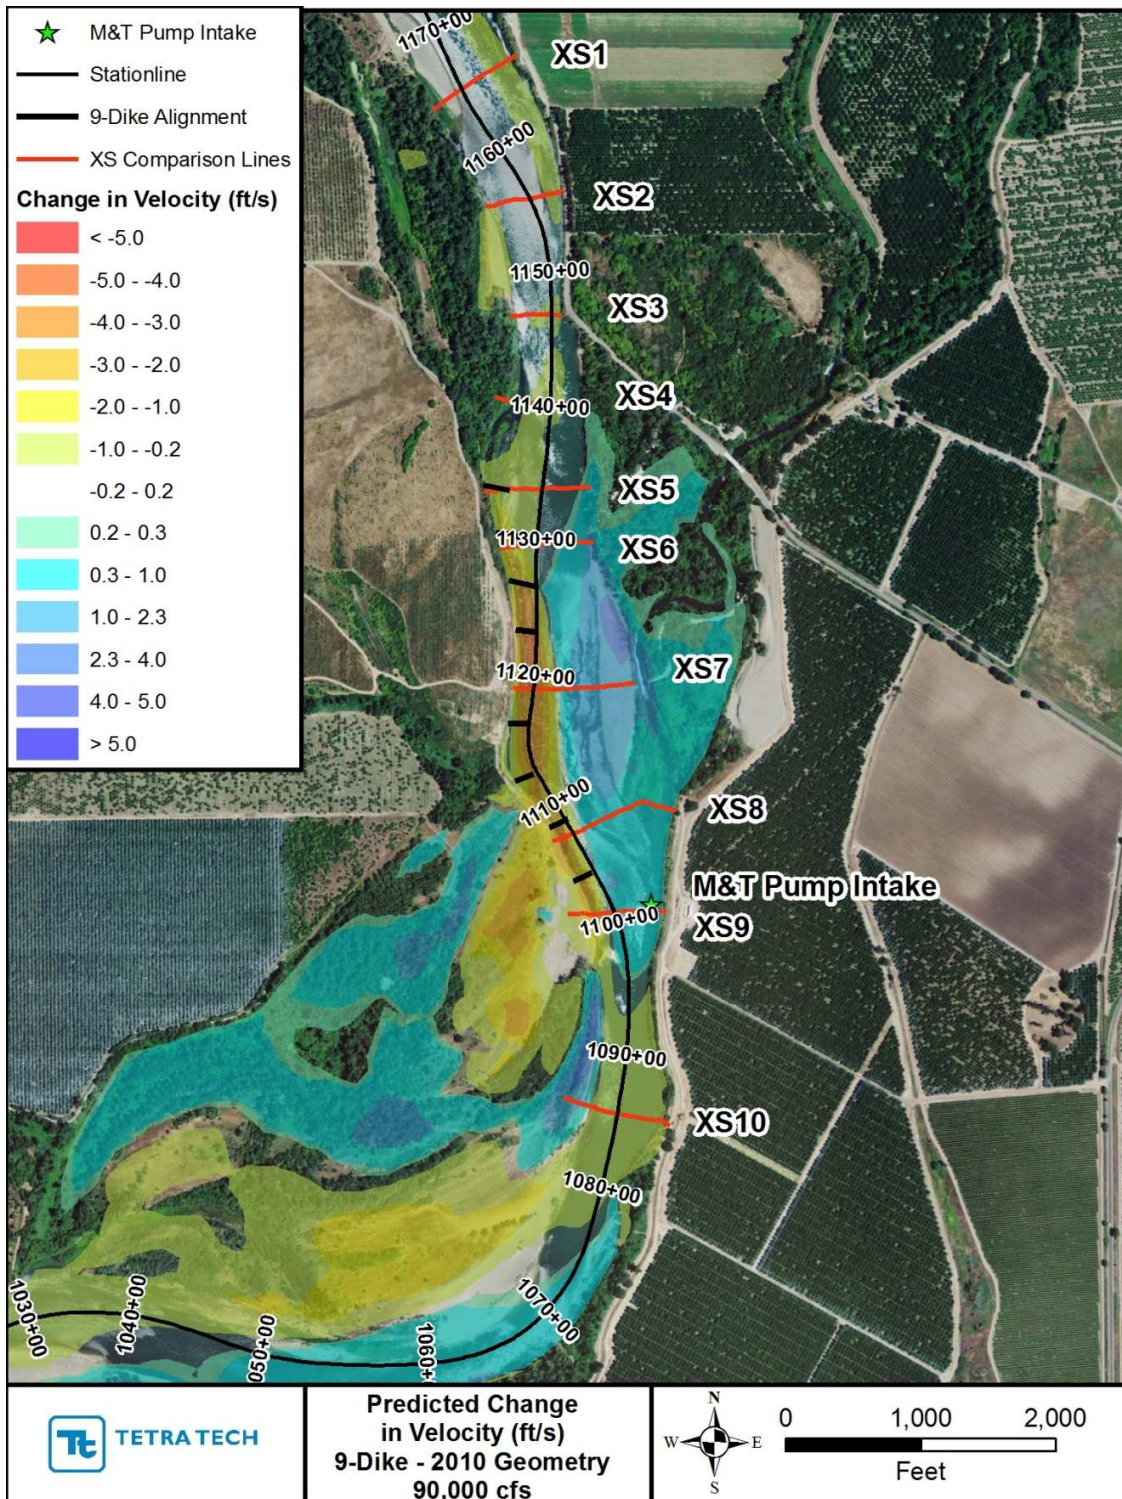 M&T Pump Intake
Stationline
9-Dike Alignment
XS Comparison Lines
Change in Velocity (ft/s)
< -5.0
-5.0 - -4.0
-4.0 - -3.0
-3.0 - -2.0
-2.0 - -1.0
-1.0 - -0.2
-0.2 - 0.2
0.2 - 0.3
0.3 - 1.0
1.0 - 2.3
2.3 - 4.0
4.0 - 5.0
> 5.0
1170+00
XS1
1160+00
XS2
1150+00
XS3
XS4
1140+00
XS5
1130+00
XS6
XS7
1120+00
1110+00
XS8
M&T Pump Intake
1100+00
XS9
1090+00
XS10
1080+00
1070+00
1060+0
050+00
1040+00
1030+00
TETRA TECH
Tt
Predicted Change
in Velocity (ft/s)
9-Dike - 2010 Geometry
90,000 cfs
N
W
E
S
0 1,000 2,000
Feet